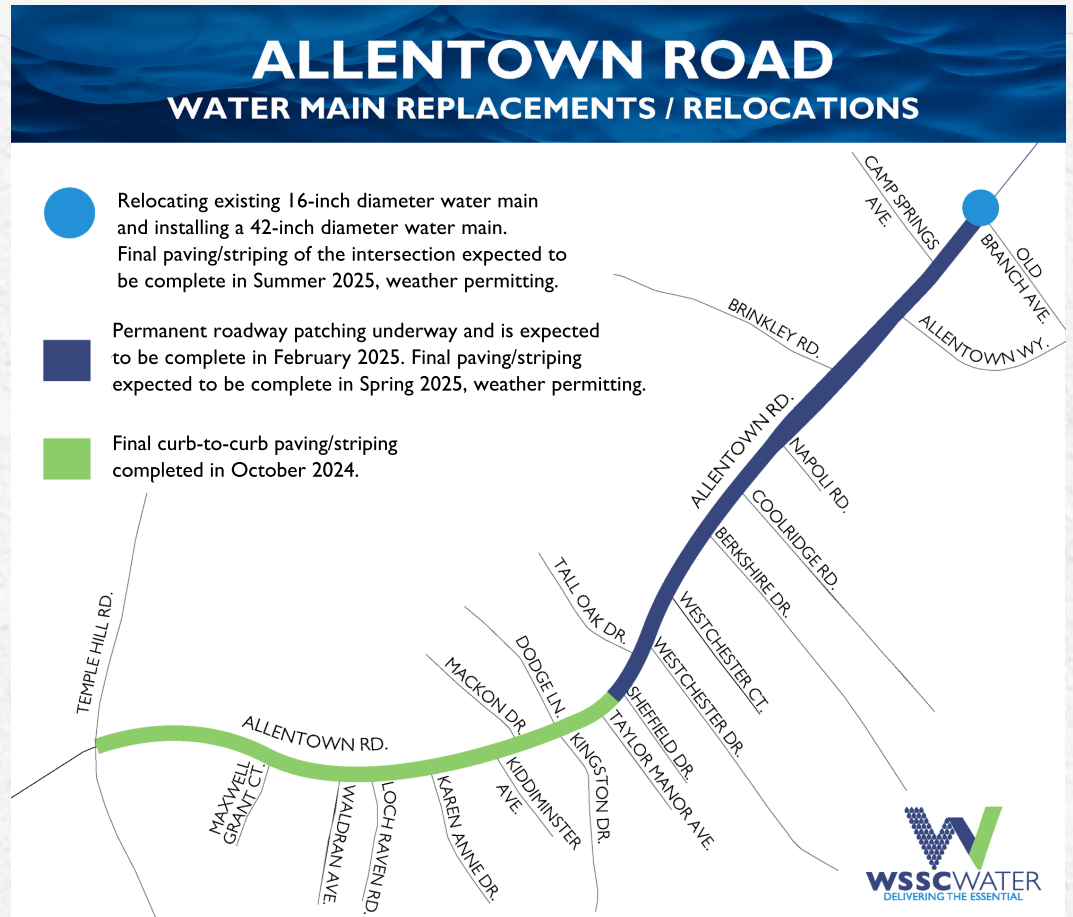 ALLENTOWN ROAD
WATER MAIN REPLACEMENTS / RELOCATIONS
Relocating existing 16-inch diameter water main
and installing a 42-inch diameter water main.
Final paving/striping of the intersection expected to
be complete in Summer 2025, weather permitting.
Permanent roadway patching underway and is expected
to be complete in February 2025. Final paving/striping
expected to be complete in Spring 2025, weather permitting.
Final curb-to-curb paving/striping
completed in October 2024.
CAMP SPRINGS
AVE.
OLD
BRANCH AVE.
ALLENTOWN WY.
BRINKLEY RD.
ALLENTOWN RD.
NAPOLI RD.
COOLRIDGE RD.
BERKSHIRE DR.
TALL OAK DR.
WESTCHESTER CT.
WESTCHESTER DR.
SHEFFIELD DR.
TAYLOR MANOR AVE.
DODGE LN.
MACKON DR.
KINGSTON DR.
KIDDIMINSTER
AVE.
TEMPLE HILL RD.
ALLENTOWN RD.
MAXWELL
GRANT CT.
WALDRAN AVE.
LOCH RAVEN RD.
KAREN ANNE DR.
WSSCWATER
DELIVERING THE ESSENTIAL